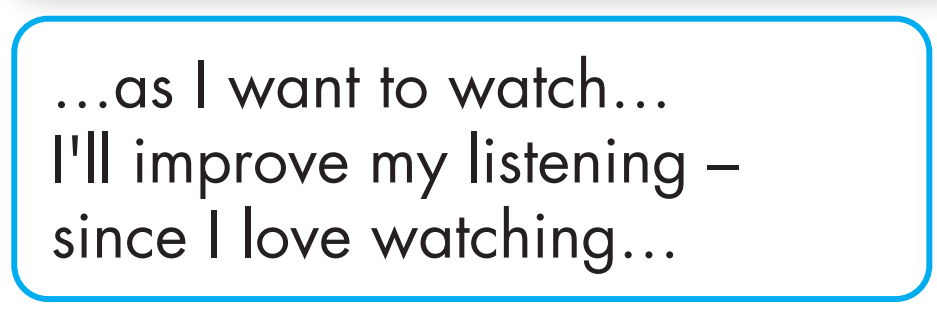 …as I want to watch…
I'll improve my listening –
since I love watching…